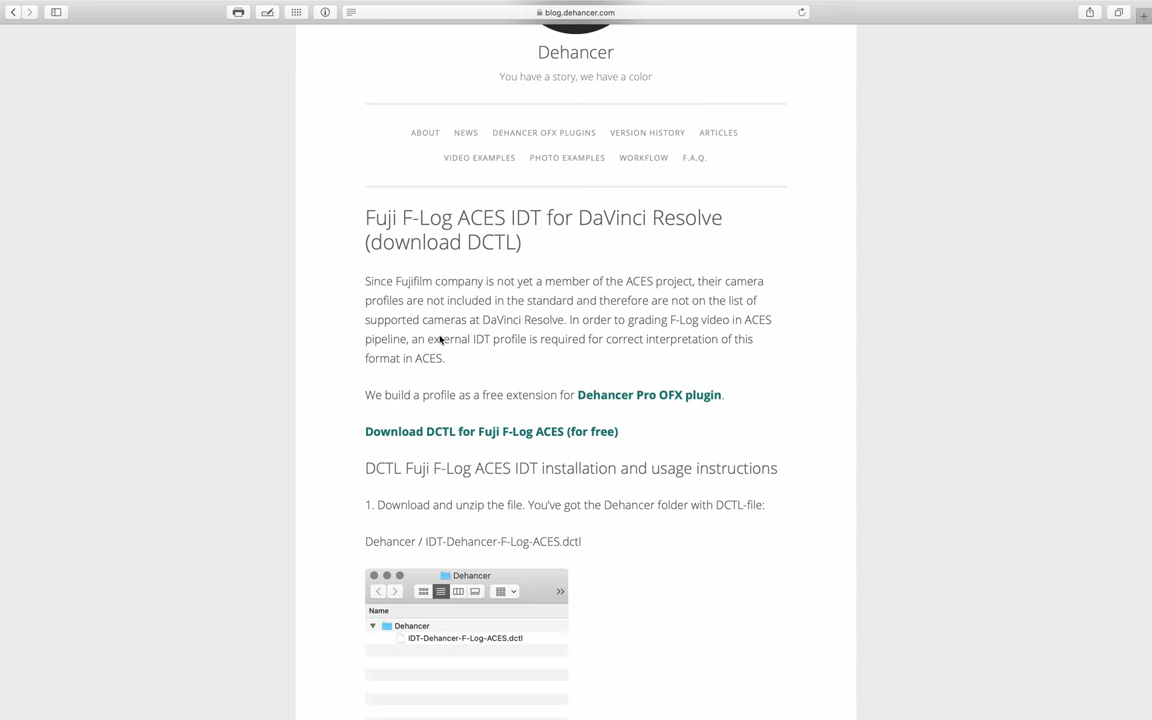 blog.dehancer.com
Dehancer
You have a story, we have a color
ABOUT NEWS DEHANCER OFX PLUGINS VERSION HISTORY ARTICLES
VIDEO EXAMPLES PHOTO EXAMPLES WORKFLOW F.A.Q.
Fuji F-Log ACES IDT for DaVinci Resolve
(download DCTL)
Since Fujifilm company is not yet a member of the ACES project, their camera
profiles are not included in the standard and therefore are not on the list of
supported cameras at DaVinci Resolve. In order to grading F-Log video in ACES
pipeline, an external IDT profile is required for correct interpretation of this
format in ACES.
We build a profile as a free extension for Dehancer Pro OFX plugin.
Download DCTL for Fuji F-Log ACES (for free)
DCTL Fuji F-Log ACES IDT installation and usage instructions
1. Download and unzip the file. You've got the Dehancer folder with DCTL-file:
Dehancer / IDT-Dehancer-F-Log-ACES.dctl
Dehancer
Name
Dehancer
IDT-Dehancer-F-Log-ACES.dctl